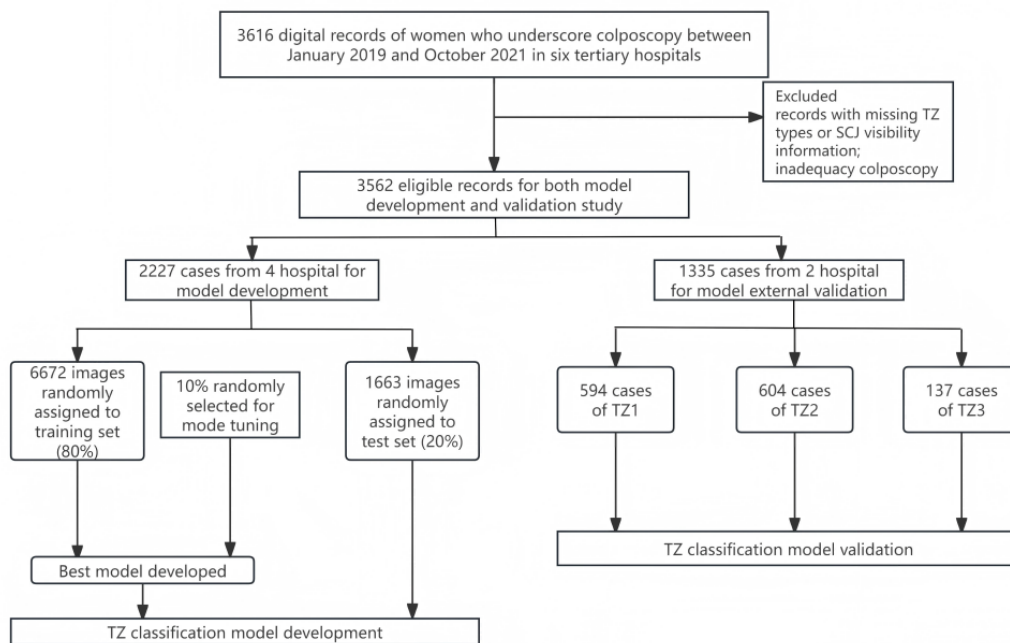 3616 digital records of women who underscore colposcopy between
January 2019 and October 2021 in six tertiary hospitals
Excluded
records with missing TZ
types or SCJ visibility
information;
inadequacy colposcopy
3562 eligible records for both model
development and validation study
2227 cases from 4 hospital for
model development
1335 cases from 2 hospital
for model external validation
6672 images
randomly
assigned to
training set
(80%)
10% randomly
selected for
mode tuning
1663 images
randomly
assigned to
test set (20%)
594 cases
of TZ1
604 cases
of TZ2
137 cases
of TZ3
Best model developed
TZ classification model validation
TZ classification model development